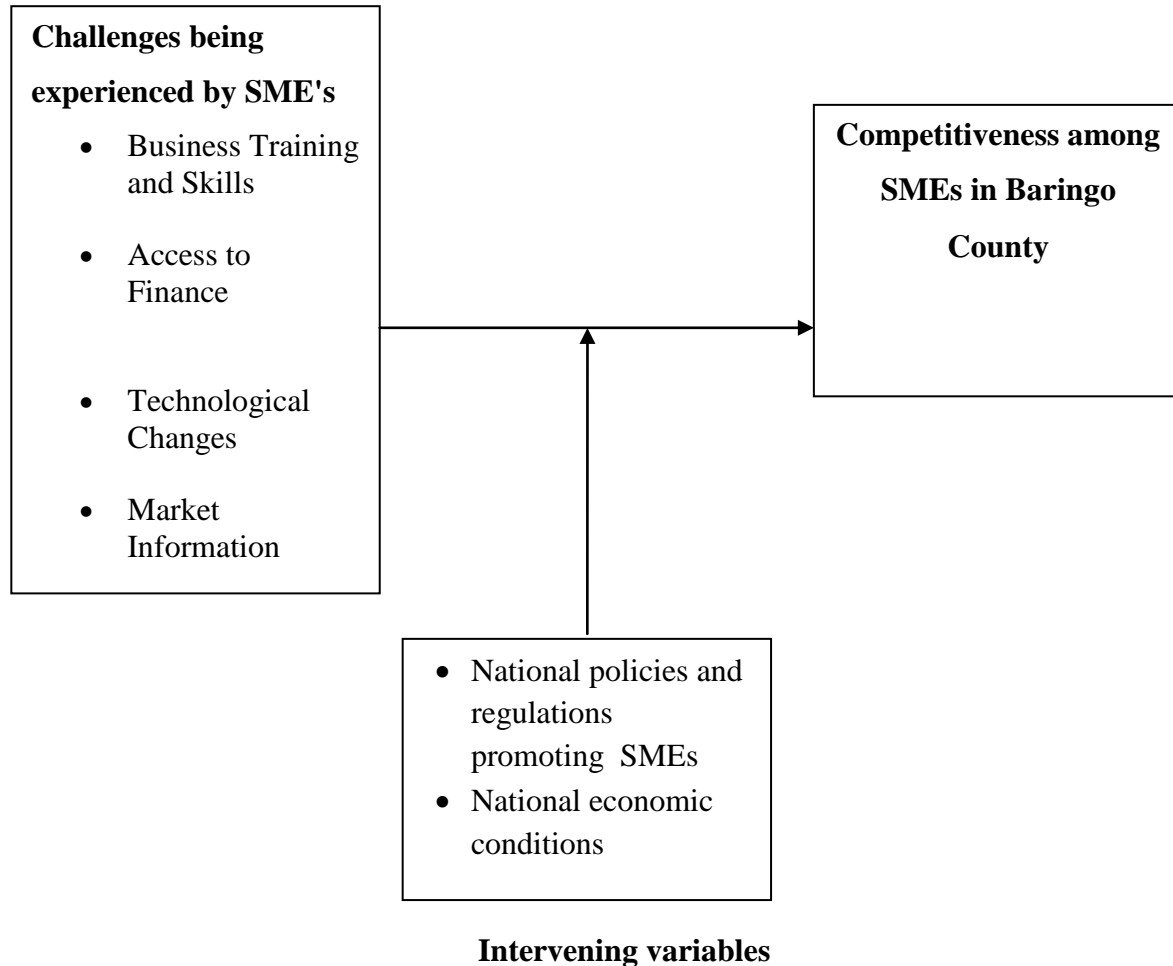 Challenges being
experienced by SME's
• Business Training
and Skills
• Access to
Finance
• Technological
Changes
• Market
Information
Competitiveness among
SMEs in Baringo
County
• National policies and
regulations
promoting  SMEs
• National economic
conditions
Intervening variables